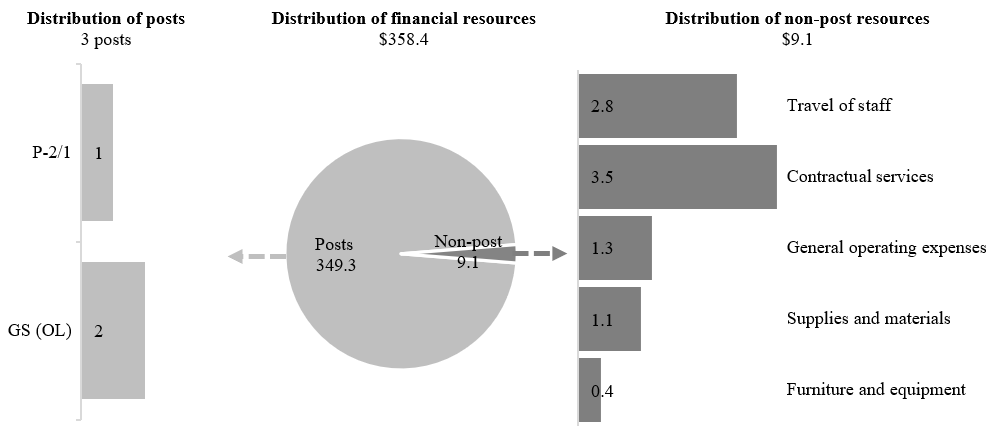 Distribution of posts
3 posts
P-2/1
1
GS (OL)
2
Distribution of financial resources
$358.4
Posts
349.3
Non-post
9.1
Distribution of non-post resources
$9.1
2.8 Travel of staff
3.5 Contractual services
1.3 General operating expenses
1.1 Supplies and materials
0.4 Furniture and equipment